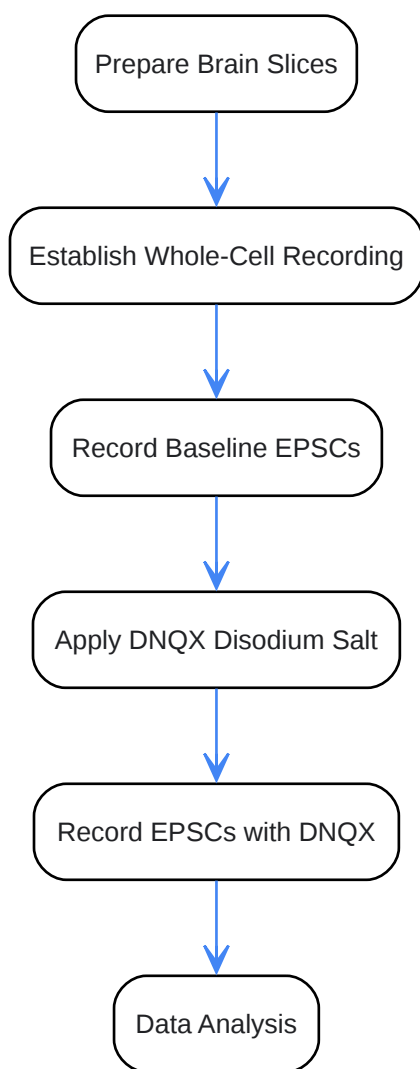 Prepare Brain Slices
Establish Whole-Cell Recording
Record Baseline EPSCs
Apply DNQX Disodium Salt
Record EPSCs with DNQX
Data Analysis